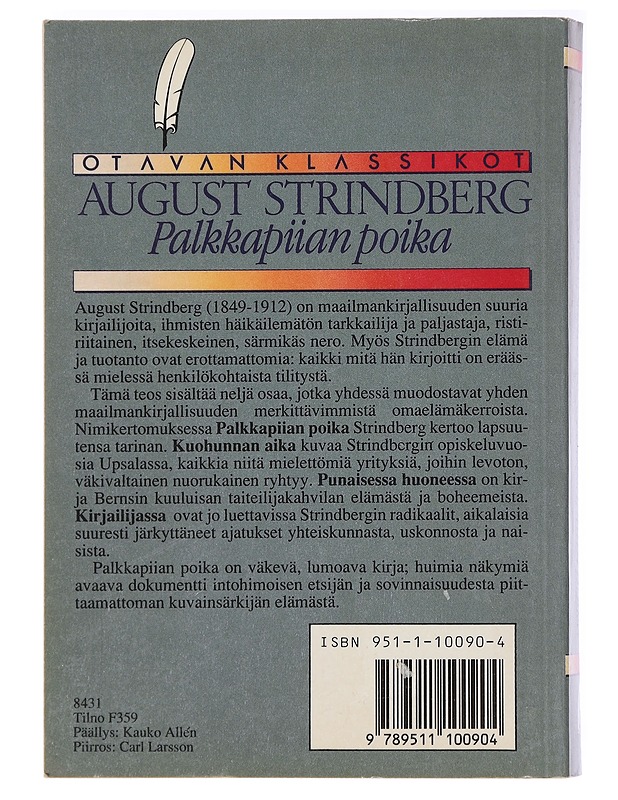 OTAVAN KLASSIKOT
AUGUST STRINDBERG
Palkkapiian poika
August Strindberg (1849-1912) on maailmankirjallisuuden suuria
kirjailijoita, ihmisten häikäilemätön tarkkailija ja paljastaja, risti-
riitainen, itsekeskeinen, särmikäs nero. Myös Strindbergin elämä
ja tuotanto ovat erottamattomia: kaikki mitä hän kirjoitti on erääs-
sä mielessä henkilökohtaista tilitystä.
Tämä teos sisältää neljä osaa, jotka yhdessä muodostavat yhden
maailmankirjallisuuden merkittävimmistä omaelämäkerroista.
Nimikertomuksessa Palkkapiian poika Strindberg kertoo lapsuu-
tensa tarinan. Kuohunnan aika kuvaa Strindbergin opiskeluvuo-
sia Upsalassa, kaikkia niitä mielettömiä yrityksiä, joihin levoton,
väkivaltainen nuorukainen ryhtyy. Punaisessa huoneessa on kir-
ja Bernsin kuuluisan taiteilijakahvilan elämästä ja boheemeista.
Kirjailijassa ovat jo luettavissa Strindbergin radikaalit, aikalaisia
suuresti järkyttäneet ajatukset yhteiskunnasta, uskonnosta ja nai-
sista.
Palkkapiian poika on väkevä, lumoava kirja; huimia näkymiä
avaava dokumentti intohimoisen etsijän ja sovinnaisuudesta piit-
taamattoman kuvainsärkijän elämästä.
ISBN 951-1-10090-4
9 789511 100904
8431
Tilno F359
Päällys: Kauko Allén
Piirros: Carl Larsson